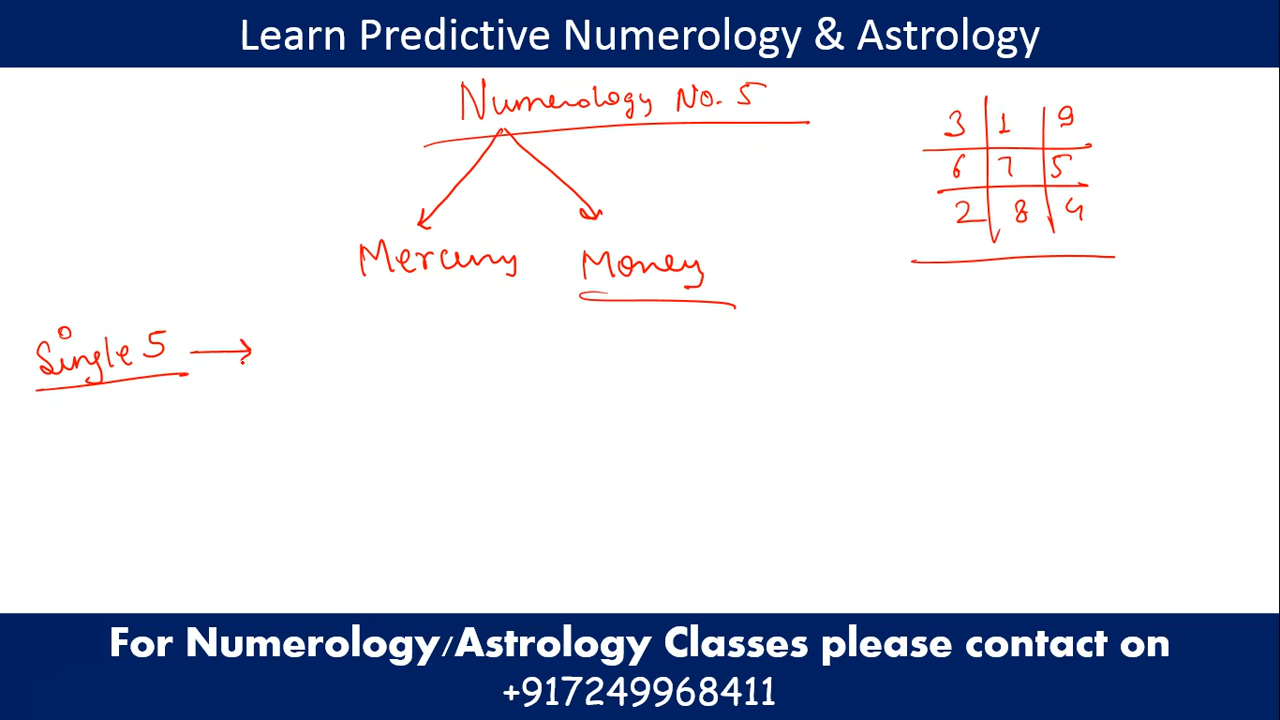 Learn Predictive Numerology & Astrology
Numerology No. 5
3 1 9
6 7 5
2 8 4
Mercury Money
Single 5 →
For Numerology/Astrology Classes please contact on
+917249968411